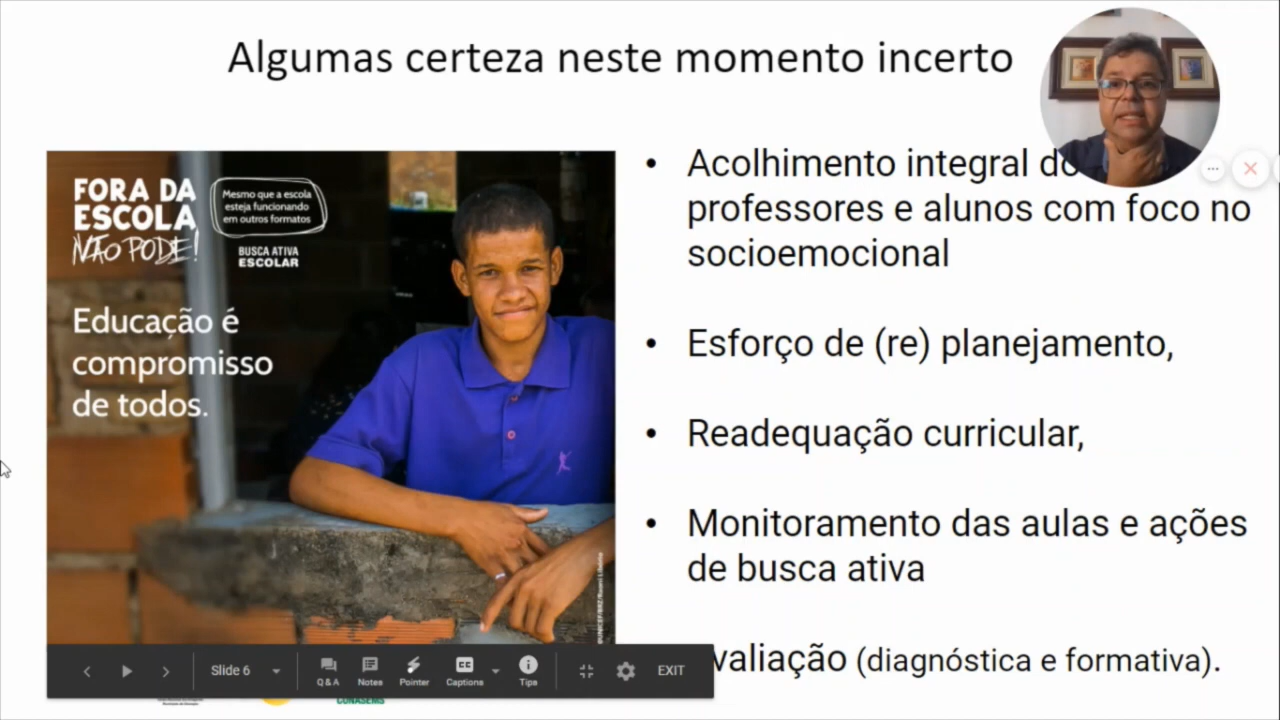 Algumas certeza neste momento incerto
FORA DA
ESCOLA
NÃO PODE!
Mesmo que a escola
esteja funcionando
em outros formatos
BUSCA ATIVA
ESCOLAR
Educação é
compromisso
de todos.
• Acolhimento integral do
professores e alunos com foco no
socioemocional
• Esforço de (re) planejamento,
• Readequação curricular,
• Monitoramento das aulas e ações
de busca ativa
valiação (diagnóstica e formativa).
Slide 6
Q & A
Notes
Pointer
Captions
Tips
EXIT
CONASEMS